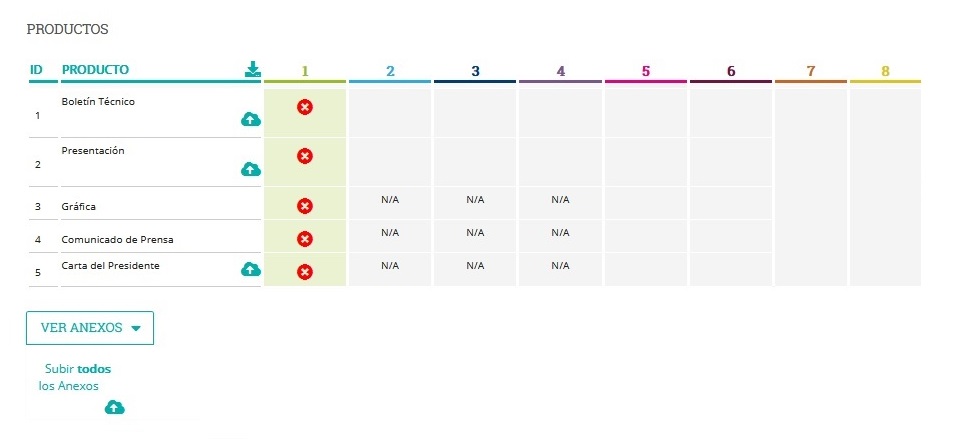 PRODUCTOS
ID PRODUCTO 1 2 3 4 5 6 7 8
1 Boletín Técnico
2 Presentación
3 Gráfica N/A N/A N/A
4 Comunicado de Prensa N/A N/A N/A
5 Carta del Presidente N/A N/A N/A
VER ANEXOS
Subir todos
los Anexos